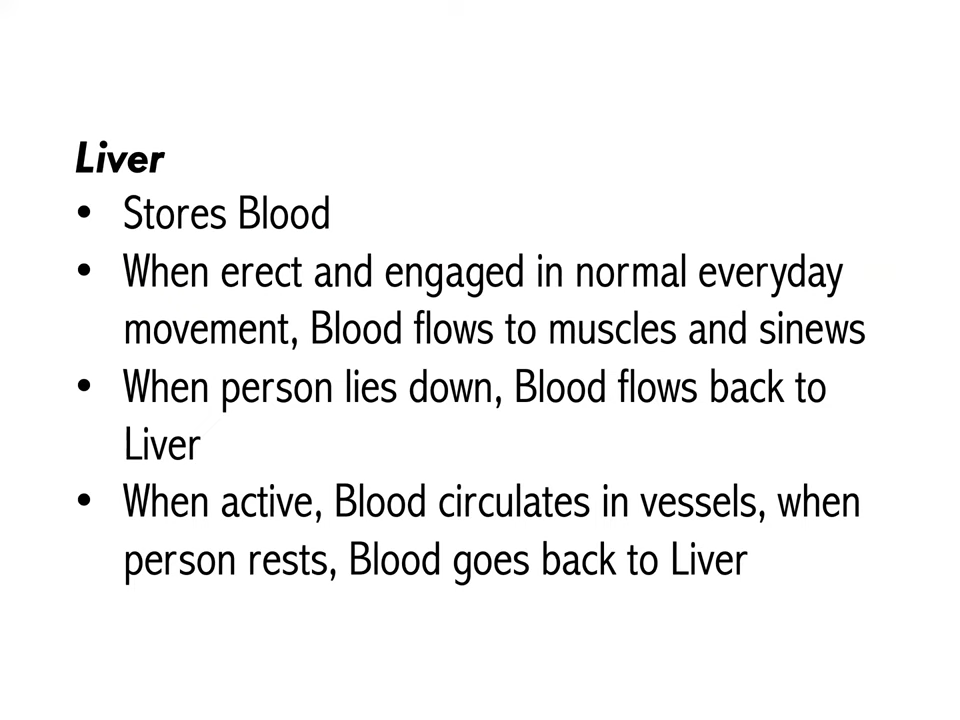 Liver
• Stores Blood
• When erect and engaged in normal everyday
movement, Blood flows to muscles and sinews
• When person lies down, Blood flows back to
Liver
• When active, Blood circulates in vessels, when
person rests, Blood goes back to Liver